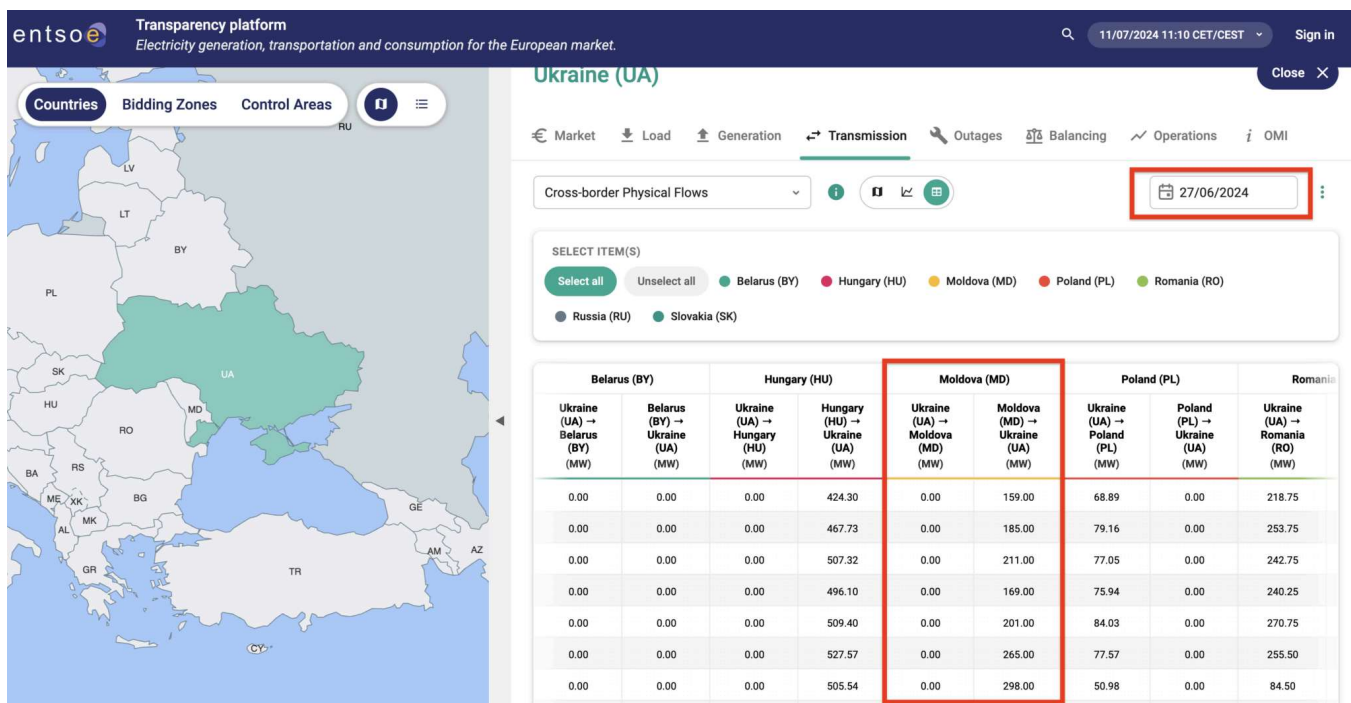 entsoe
Transparency platform
Electricity generation, transportation and consumption for the European market.
11/07/2024 11:10 CET/CEST
Sign in
Countries
Bidding Zones
Control Areas
RU
LV
LT
BY
PL
SK
UA
HU
MD
RO
BA
RS
ME
XK
BG
GE
AL
MK
AM
AZ
GR
TR
CY
Ukraine (UA)
Close X
€ Market
Load
Generation
Transmission
Outages
Balancing
Operations
i OMI
Cross-border Physical Flows
27/06/2024
SELECT ITEM(S)
Select all
Unselect all
Belarus (BY)
Hungary (HU)
Moldova (MD)
Poland (PL)
Romania (RO)
Russia (RU)
Slovakia (SK)
Belarus (BY) Hungary (HU) Moldova (MD) Poland (PL) Romania
Ukraine Belarus Ukraine Hungary Ukraine Moldova Ukraine Poland Ukraine
(UA) → (BY) → (UA) → (HU) → (UA) → (MD) → (UA) → (PL) → (UA) →
Belarus Ukraine Hungary Ukraine Moldova Ukraine Poland Ukraine Romania
(BY) (UA) (HU) (UA) (MD) (UA) (PL) (UA) (RO)
(MW) (MW) (MW) (MW) (MW) (MW) (MW) (MW) (MW)
0.00 0.00 0.00 424.30 0.00 159.00 68.89 0.00 218.75
0.00 0.00 0.00 467.73 0.00 185.00 79.16 0.00 253.75
0.00 0.00 0.00 507.32 0.00 211.00 77.05 0.00 242.75
0.00 0.00 0.00 496.10 0.00 169.00 75.94 0.00 240.25
0.00 0.00 0.00 509.40 0.00 201.00 84.03 0.00 270.75
0.00 0.00 0.00 527.57 0.00 265.00 77.57 0.00 255.50
0.00 0.00 0.00 505.54 0.00 298.00 50.98 0.00 84.50